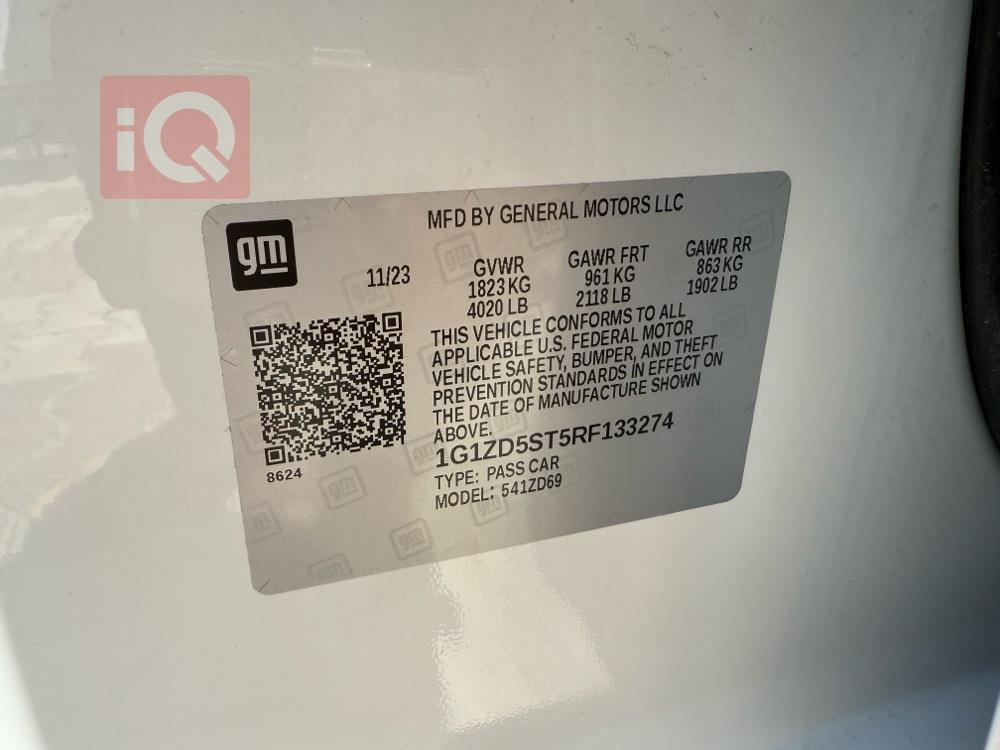 iQ
MFD BY GENERAL MOTORS LLC
gm
11/23
GVWR
1823 KG
4020 LB
GAWR FRT
961 KG
2118 LB
GAWR RR
863 KG
1902 LB
THIS VEHICLE CONFORMS TO ALL
APPLICABLE U.S. FEDERAL MOTOR
VEHICLE SAFETY, BUMPER, AND THEFT
PREVENTION STANDARDS IN EFFECT ON
THE DATE OF MANUFACTURE SHOWN
ABOVE.
8624
1G1ZD5ST5RF133274
TYPE: PASS CAR
MODEL: 541ZD69